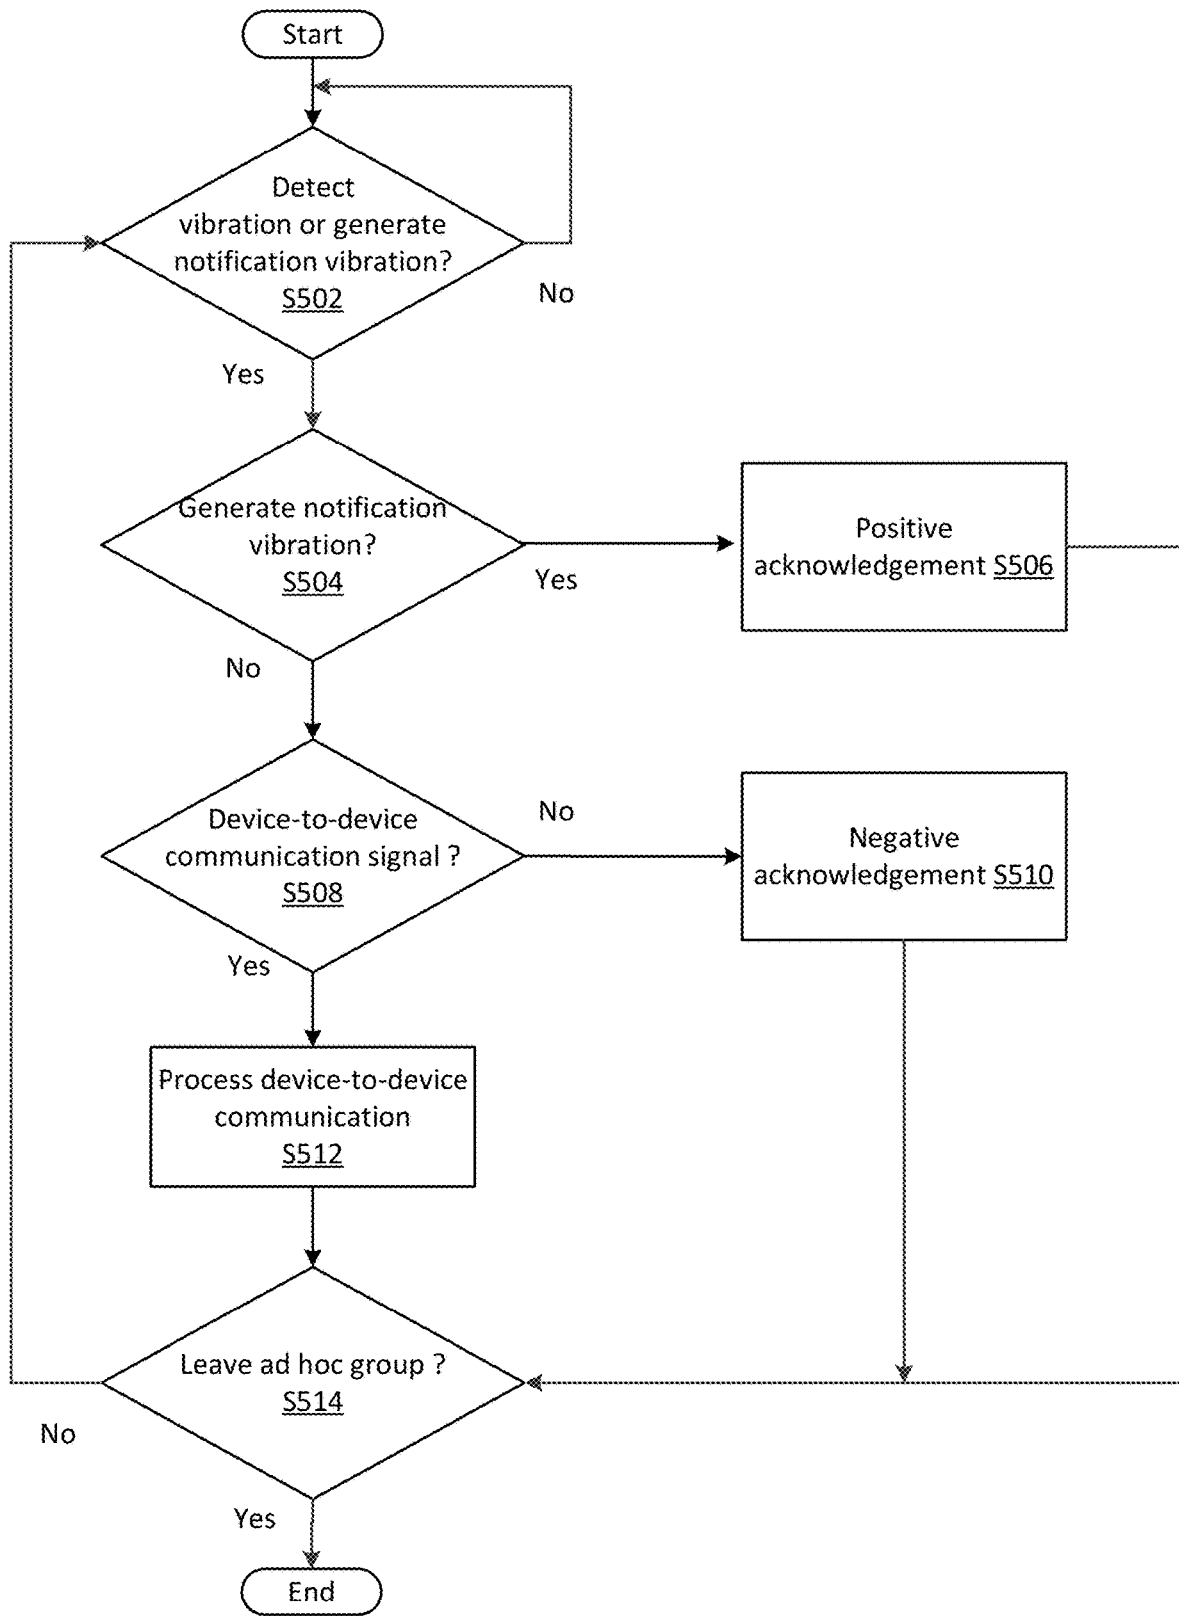 Start
Detect
vibration or generate
notification vibration?
S502
No
Yes
Generate notification
vibration?
S504
Yes
Positive
acknowledgement S506
No
Device-to-device
communication signal ?
S508
No
Negative
acknowledgement S510
Yes
Process device-to-device
communication
S512
Leave ad hoc group ?
S514
No
Yes
End